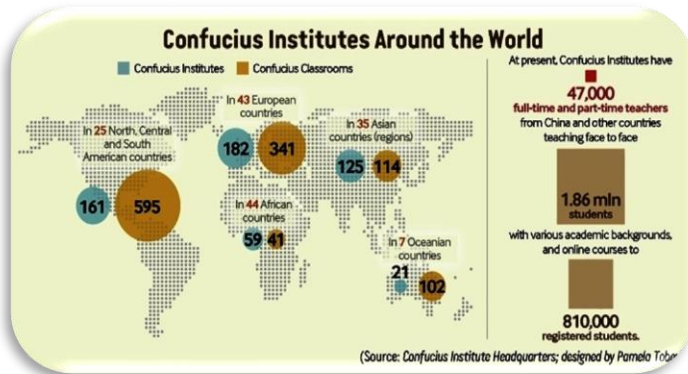 Confucius Institutes Around the World
Confucius Institutes
Confucius Classrooms
In 25 North, Central
and South
American countries
161
595
In 43 European
countries
182
341
In 44 African
countries
59
41
In 35 Asian
countries (regions)
125
114
In 7 Oceanian
countries
21
102
At present, Confucius Institutes have
47,000
full-time and part-time teachers
from China and other countries
teaching face to face
1.86 mln
students
with various academic backgrounds,
and online courses to
810,000
registered students.
(Source: Confucius Institute Headquarters; designed by Pamela